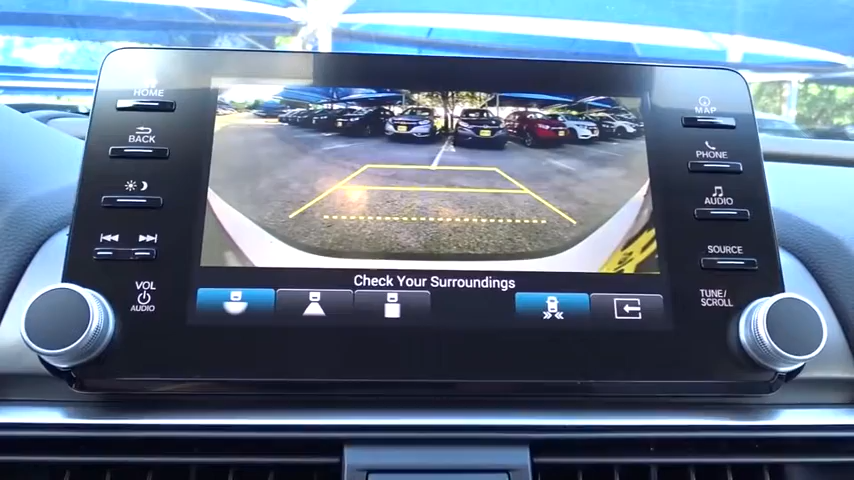 HOME
BACK
VOL
AUDIO
Check Your Surroundings
MAP
PHONE
AUDIO
SOURCE
TUNE/
SCROLL